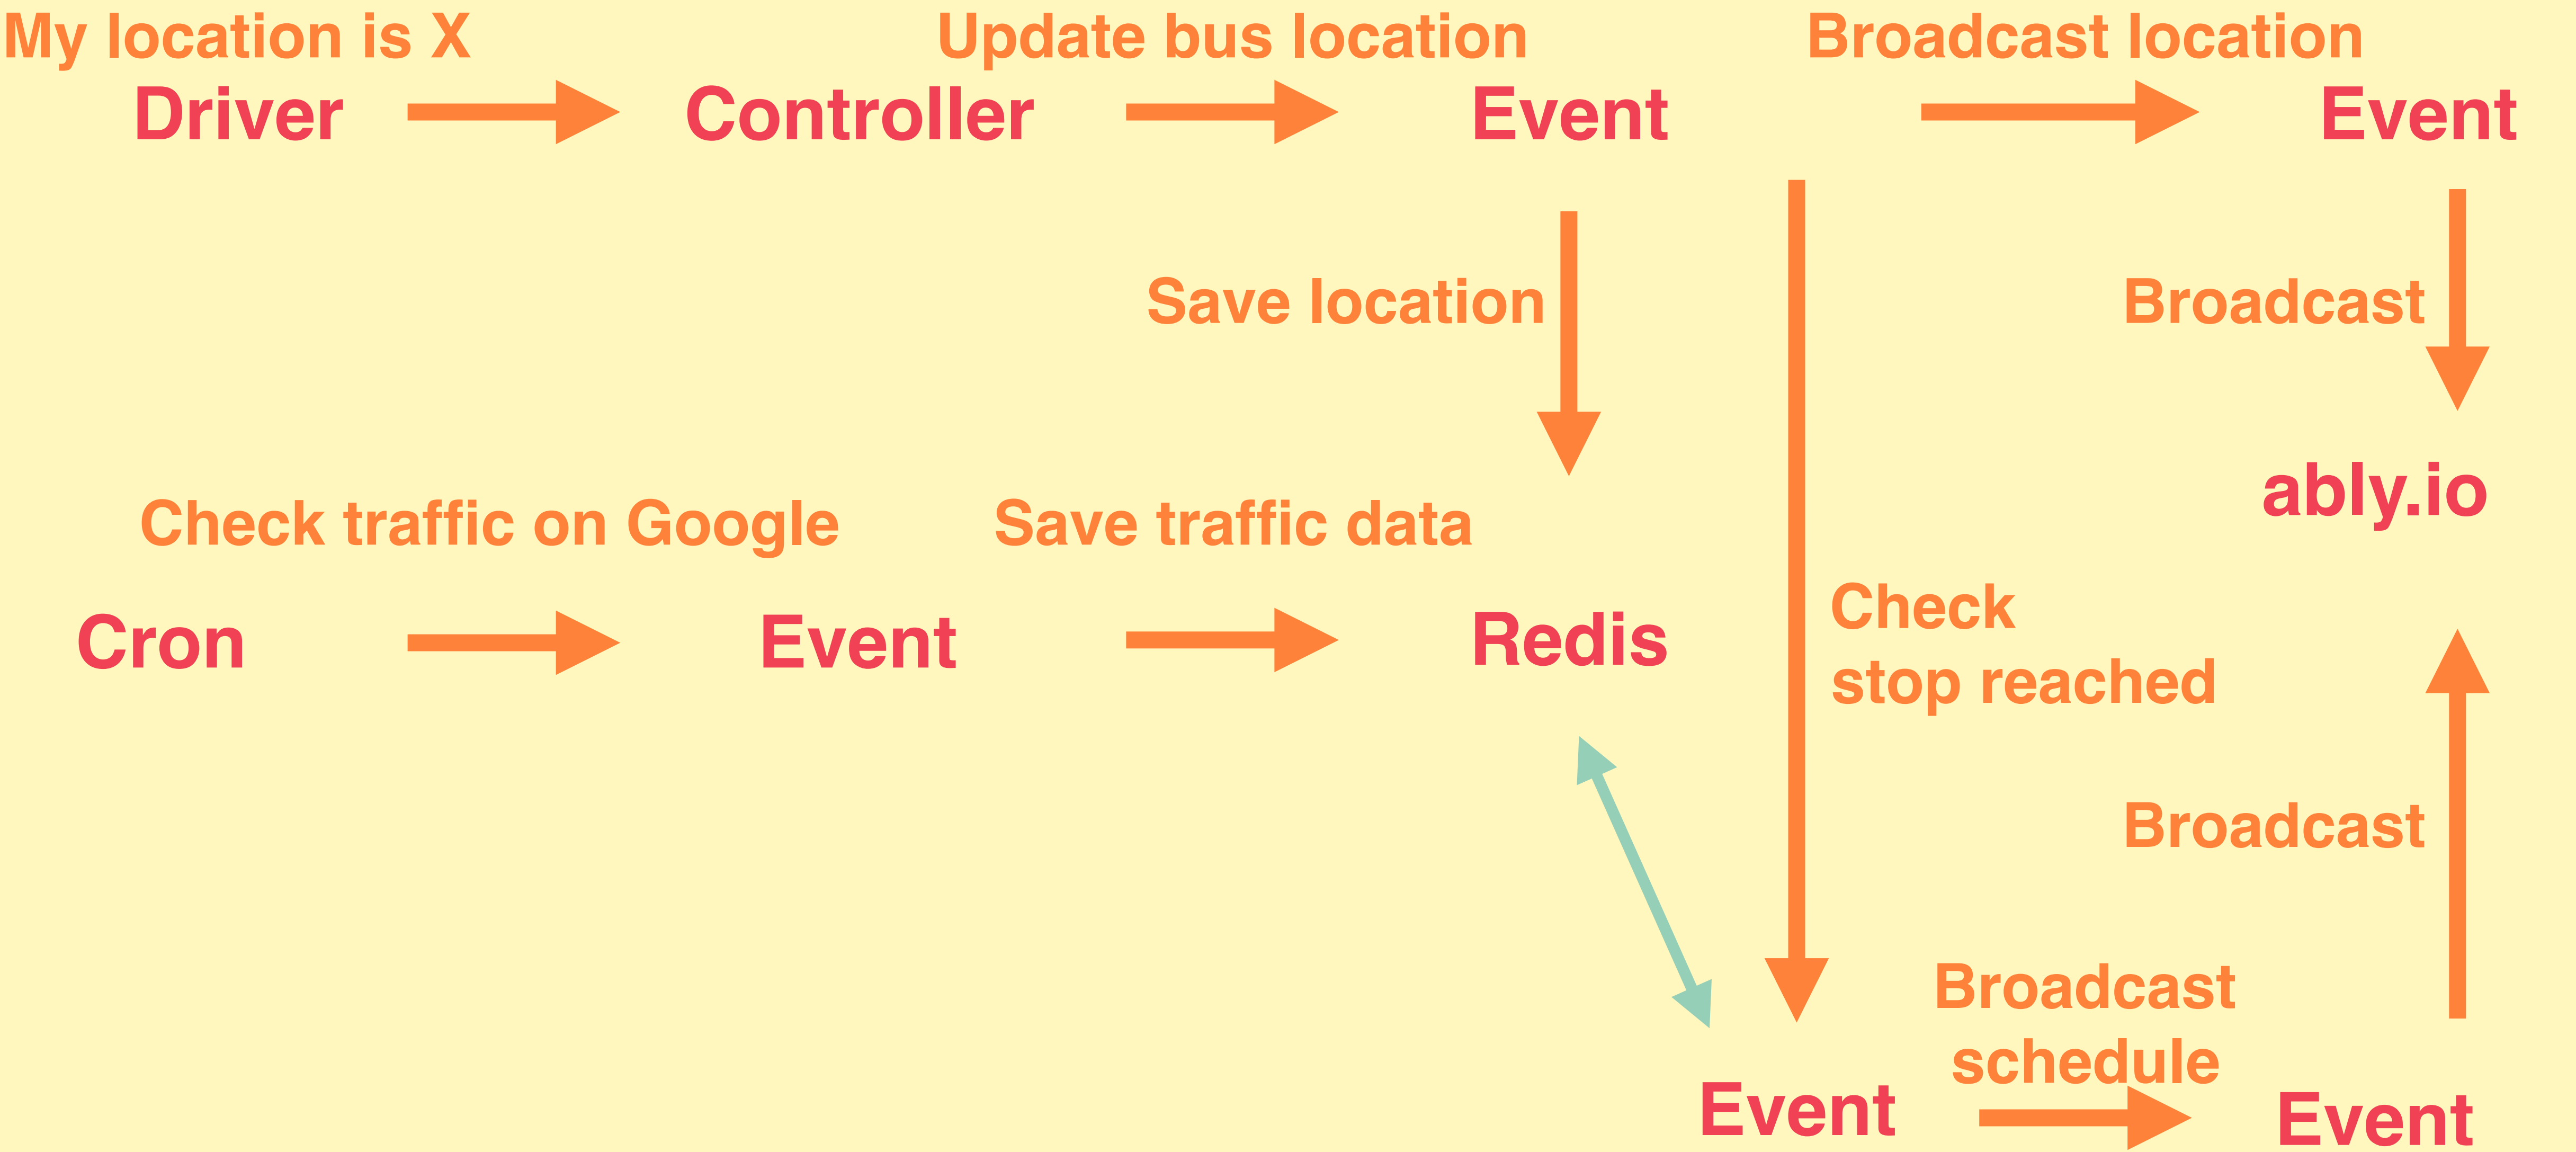 My location is X
Update bus location
Broadcast location
Driver
Controller
Event
Event
Save location
Broadcast
ably.io
Check traffic on Google
Save traffic data
Cron
Event
Redis
Check
stop reached
Broadcast
Broadcast
schedule
Event
Event